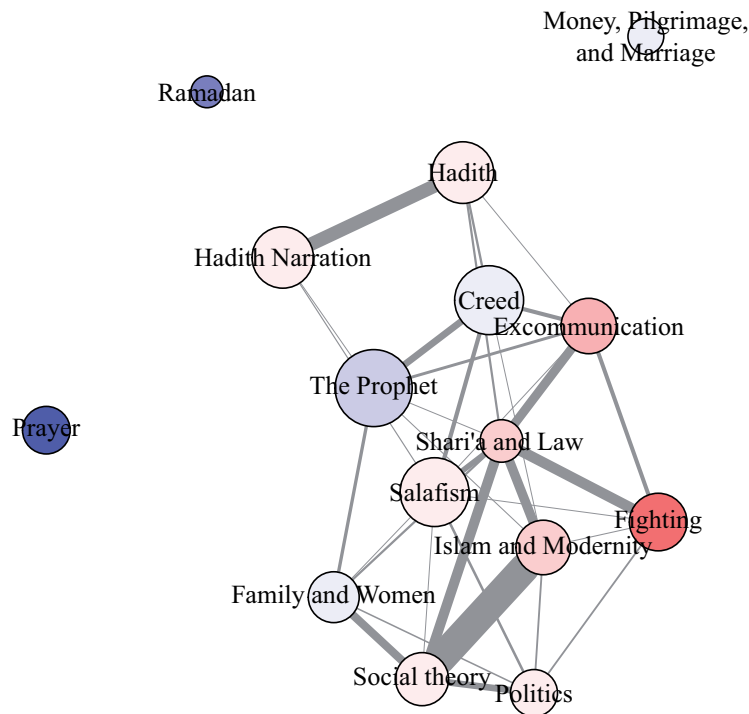 Money, Pilgrimage,
and Marriage
Ramadan
Hadith
Hadith Narration
Creed
Excommunication
The Prophet
Prayer
Shari'a and Law
Salafism
Fighting
Islam and Modernity
Family and Women
Social theory
Politics